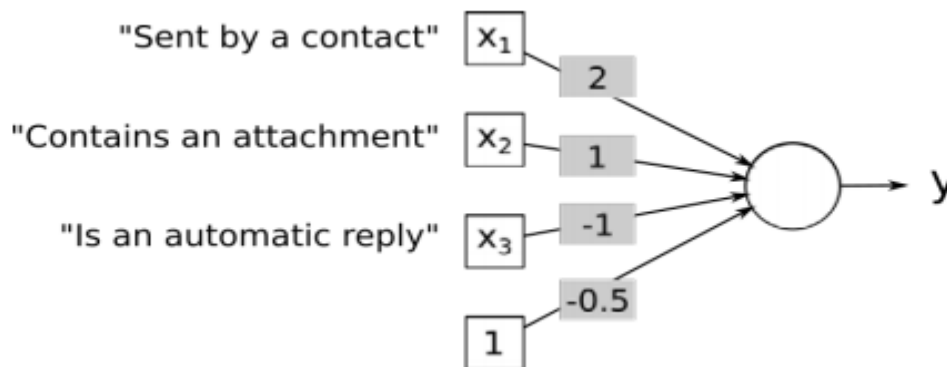 "Sent by a contact" x₁
2
"Contains an attachment" x₂
1
y
"Is an automatic reply" x₃
-1
-0.5
1